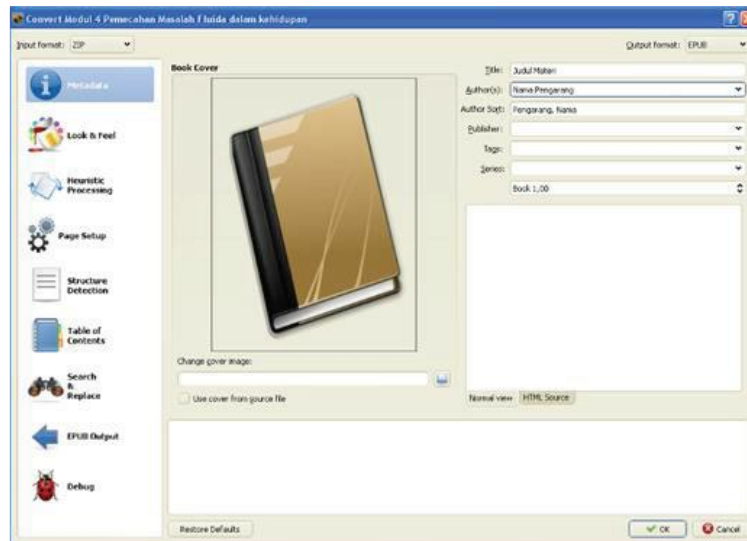 Convert Modul 4 Pemecahan Masalah Fluida dalam kehidupan
Input format: ZIP
Output format: EPUB
Metadata
Look & Feel
Heuristic
Processing
Page Setup
Structure
Detection
Table of
Contents
Search
&
Replace
EPUB Output
Debug
Book Cover
Change cover image:
Use cover from source file
Title: Judul Materi
Author(s): Nama Pengarang
Author Sort: Pengarang, Nama
Publisher:
Tags:
Series:
Book 1,00
Normal view HTML Source
Restore Defaults
OK Cancel